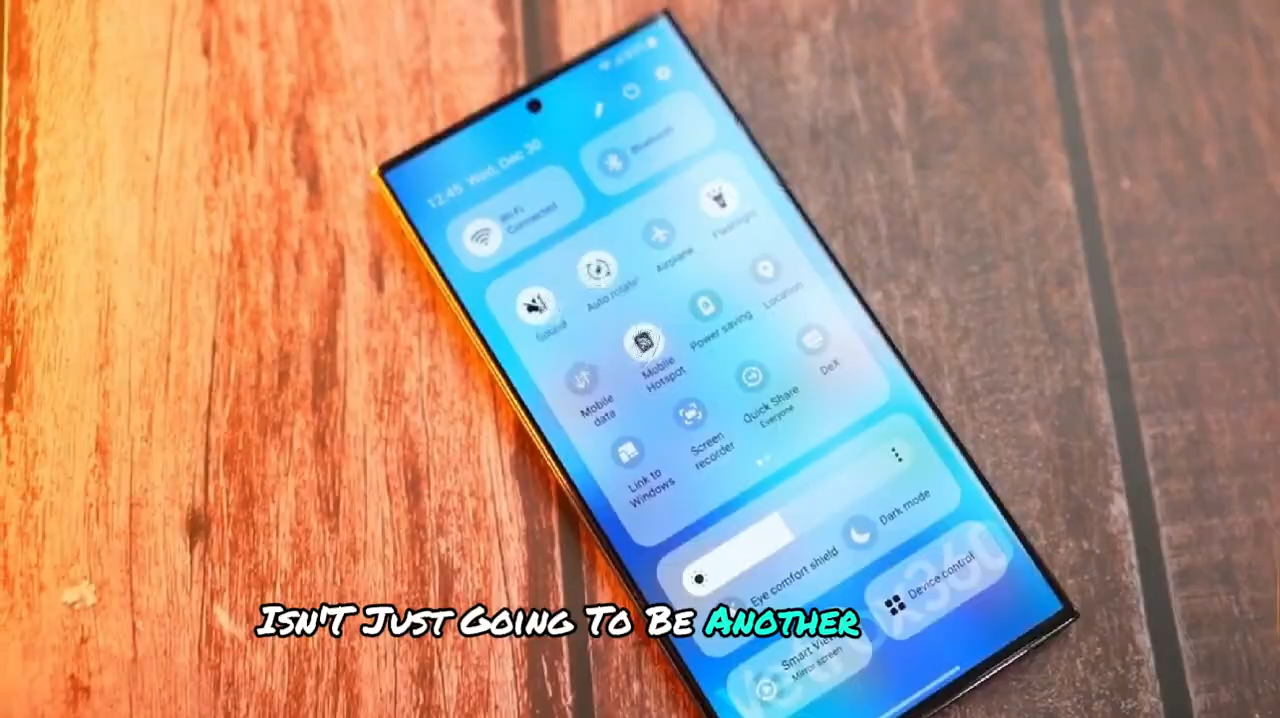 12:45 Wed, Dec 30
Wi-Fi
Connected
Bluetooth
Sound
Auto rotate
Airplane
Flashlight
Mobile
data
Mobile
Hotspot
Power saving
Location
Link to
Windows
Screen
recorder
Quick Share
Everyone
DeX
Eye comfort shield
Dark mode
Smart View
Mirror screen
Device control
Isn't Just Going To Be Another